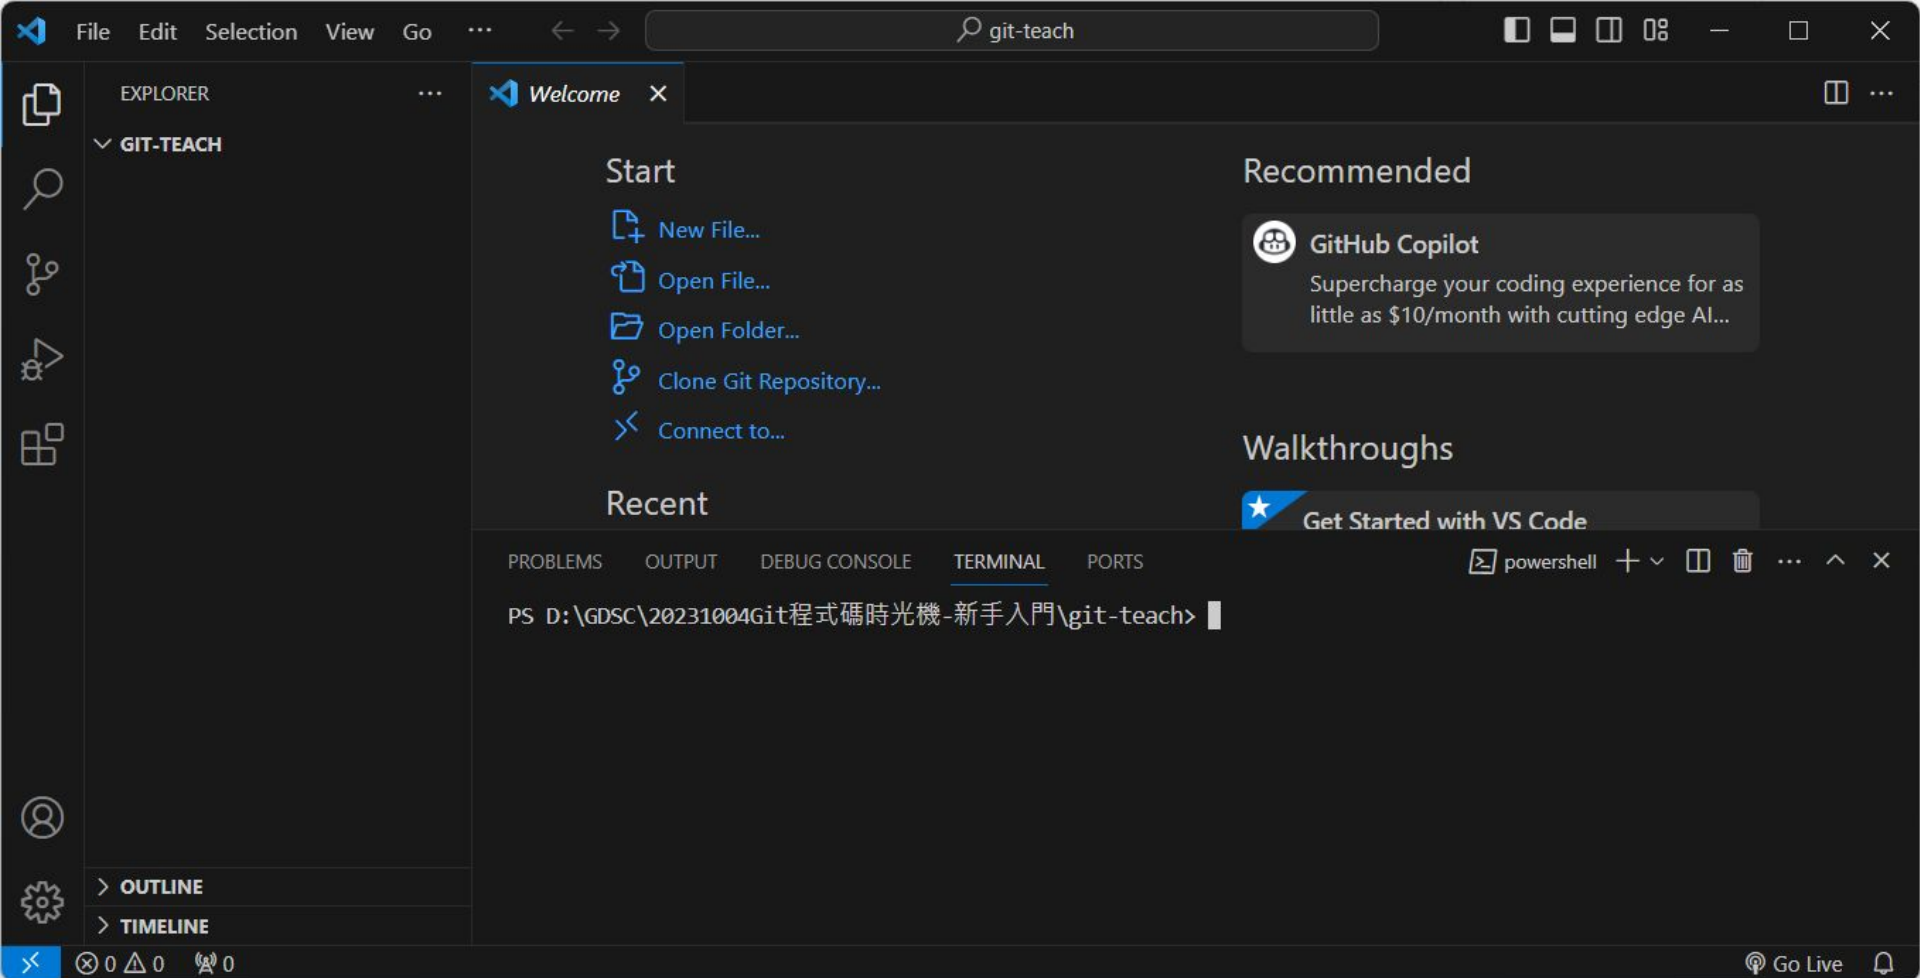 File Edit Selection View Go ··· git-teach
EXPLORER ···
GIT-TEACH
OUTLINE
TIMELINE
Welcome
Start
New File...
Open File...
Open Folder...
Clone Git Repository...
Connect to...
Recent
Recommended
GitHub Copilot
Supercharge your coding experience for as
little as $10/month with cutting edge AI...
Walkthroughs
Get Started with VS Code
PROBLEMS OUTPUT DEBUG CONSOLE TERMINAL PORTS powershell
PS D:\GDSC\20231004Git程式碼時光機-新手入門\git-teach>
0 0 0 Go Live